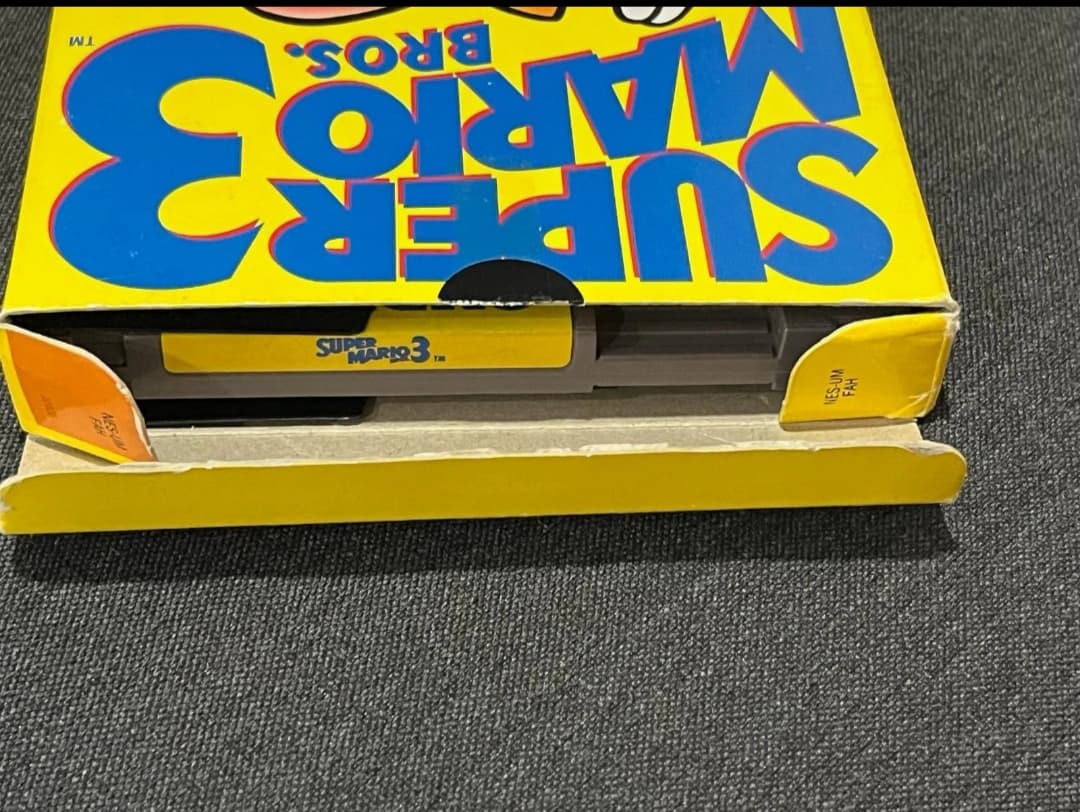 SUPER
MARIO
BROS.
3
TM
SUPER
MARIO 3 TM
NES-UM
FAH
NES-UM
FAH